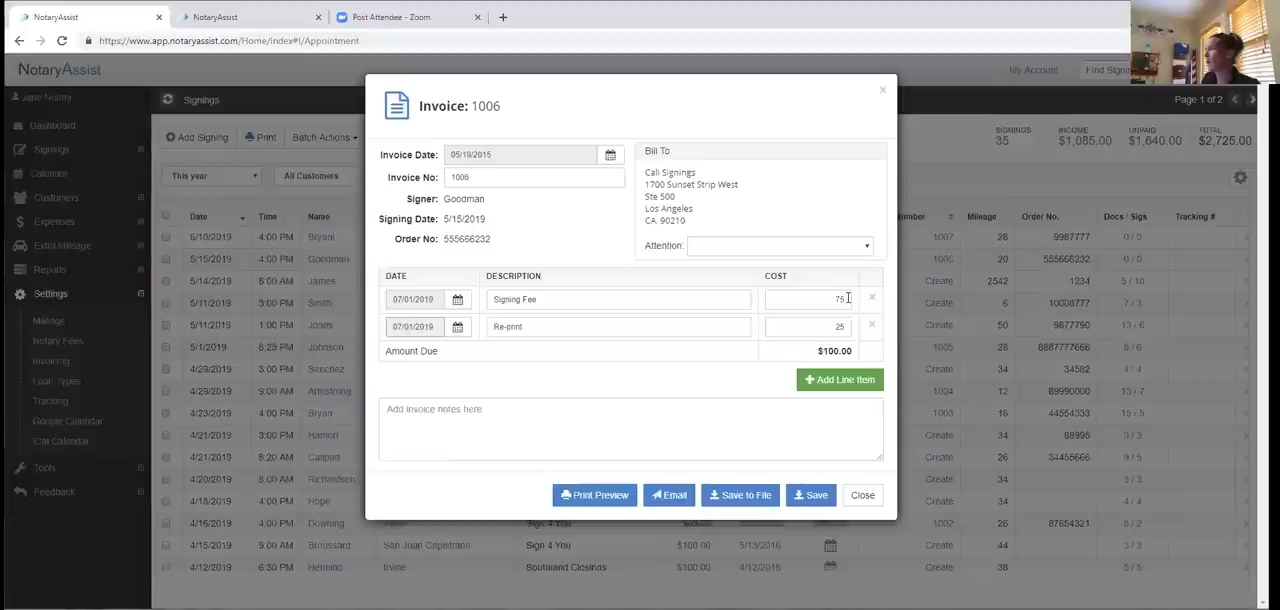 NotaryAssist
NotaryAssist
Post Attendee - Zoom
https://www.app.notaryassist.com/Home/Index#!/Appointment
NotaryAssist
My Account
Find Signin
Jane Notary
Dashboard
Signings
Calendar
Customers
Expenses
Extra Mileage
Reports
Settings
Mileage
Notary Fees
Invoicing
Loan Types
Tracking
Google Calendar
iCal Calendar
Tools
Feedback
Signings
Page 1 of 2
Add Signing Print Batch Actions
SIGNINGS INCOME UNPAID TOTAL
35 $1,085.00 $1,640.00 $2,725.00
This year All Customers
Date Time Name
6/10/2019 4:00 PM Bryant
5/15/2019 4:00 PM Goodman
5/14/2019 8:00 AM James
5/11/2019 3:00 PM Smith
5/11/2019 6:00 PM Jones
5/1/2019 8:25 PM Johnson
4/29/2019 3:00 PM Sanchez
4/29/2019 9:00 AM Armstrong
4/23/2019 4:00 PM Bryan
4/21/2019 3:00 PM Hamori
4/21/2019 8:20 AM Calipari
4/20/2019 8:00 AM Richardson
4/18/2019 4:00 PM Hope
4/16/2019 4:00 PM Downing
4/15/2019 9:00 AM Broussard San Juan Capistrano Sign 4 You $100.00 5/13/2016
4/12/2019 6:30 PM Henning Irvine Southland Closings $100.00 4/12/2016
Sign 4 You
Invoice: 1006
Invoice Date: 05/19/2015
Invoice No: 1006
Signer: Goodman
Signing Date: 5/15/2019
Order No: 555666232
Bill To
Cali Signings
1700 Sunset Strip West
Ste 500
Los Angeles
CA, 90210
Attention:
DATE DESCRIPTION COST
07/01/2019 Signing Fee 75
07/01/2019 Re-print 25
Amount Due $100.00
Add Line Item
Add invoice notes here
Print Preview Email Save to File Save Close
Number Mileage Order No. Docs / Sigs Tracking #
1007 28 9987777 0 / 0
1006 20 555666232 0 / 0
Create 2542 1234 5 / 10
Create 6 10008777 7 / 3
Create 50 9877790 13 / 6
1005 28 8887777666 8 / 6
Create 34 34582 4 / 4
1004 12 89990000 13 / 7
1003 16 44554333 15 / 5
Create 34 88995 3 / 3
Create 34 34455666 9 / 5
Create 34 3 / 3
Create 34 4 / 4
1002 26 87654321 8 / 2
Create 44 3 / 3
Create 38 5 / 5